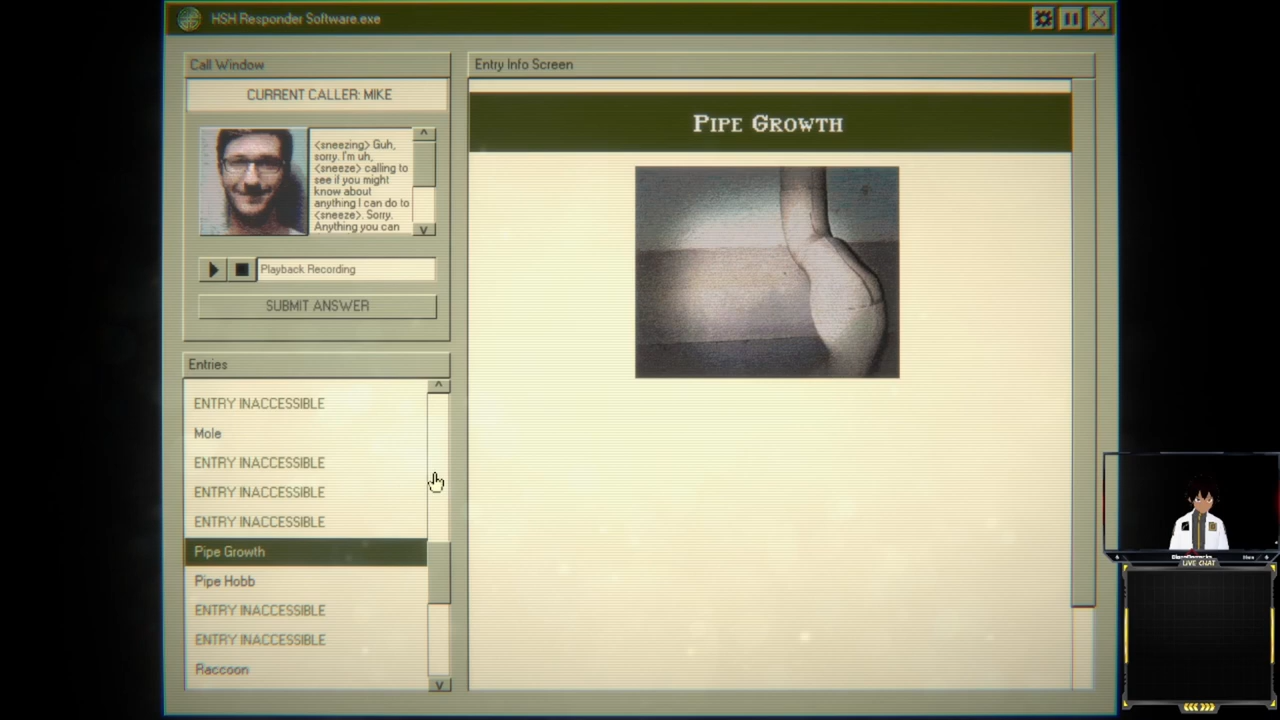 HSH Responder Software.exe
Call Window
CURRENT CALLER: MIKE
<sneezing> Guh,
sorry. I'm uh,
<sneeze> calling to
see if you might
know about
anything I can do to
<sneeze>. Sorry.
Anything you can
Playback Recording
SUBMIT ANSWER
Entries
ENTRY INACCESSIBLE
Mole
ENTRY INACCESSIBLE
ENTRY INACCESSIBLE
ENTRY INACCESSIBLE
Pipe Growth
Pipe Hobb
ENTRY INACCESSIBLE
ENTRY INACCESSIBLE
Raccoon
Entry Info Screen
PIPE GROWTH
LIVE CHAT